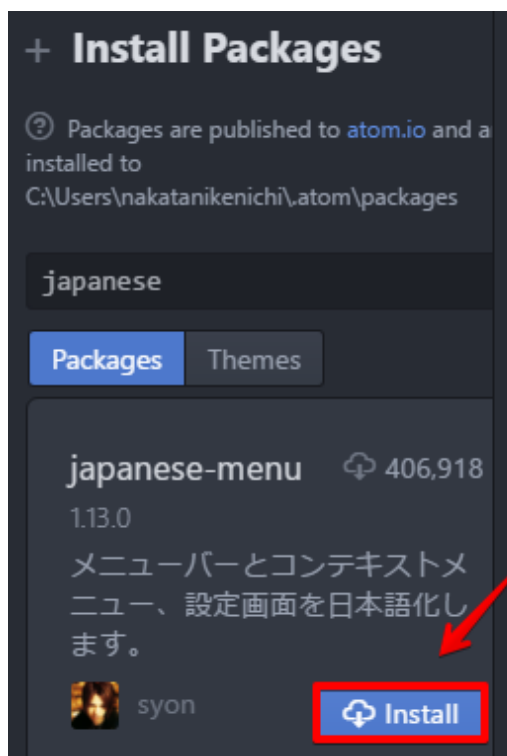 + Install Packages
Packages are published to atom.io and a
installed to
C:\Users\nakatanikenichi\.atom\packages
japanese
Packages Themes
japanese-menu 406,918
1.13.0
メニューバーとコンテキストメ
ニュー、設定画面を日本語化し
ます。
syon Install